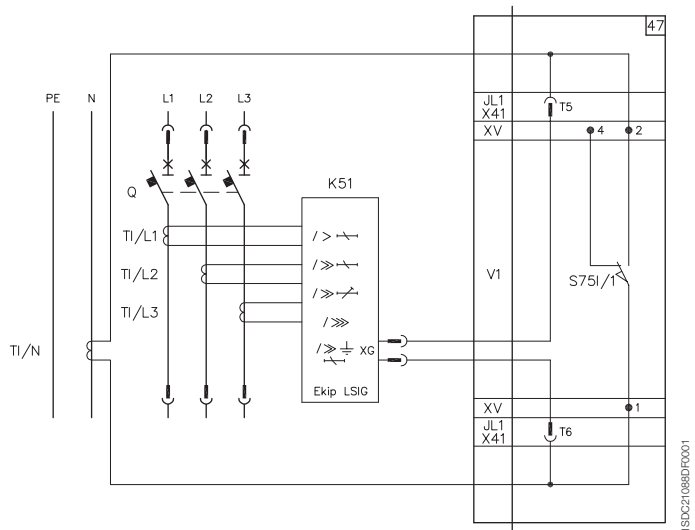 47
PE N L1 L2 L3
JL1
X41
T5
XV
4 2
Q
K51
TI/L1
TI/L2
TI/L3
TI/N
I >
I >>
I >>
I >>>
I >> XG
Ekip LSIG
V1
S75I/1
XV
1
JL1
X41
T6
1SDC21088DF0001